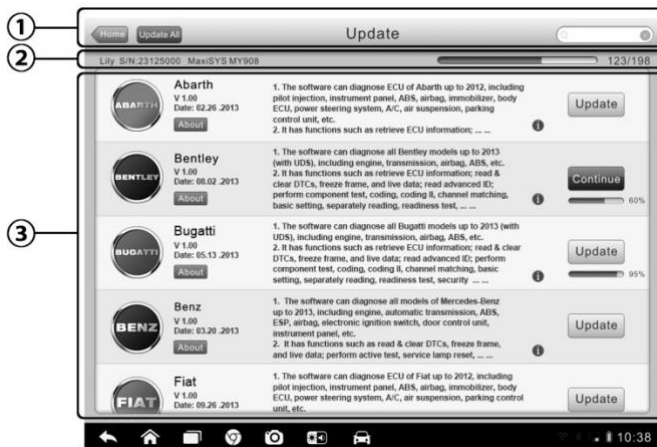 1
Home
Update All
Update
2
Lily S/N:23125000 MaxiSYS MY908
123/198
3
ABARTH
Abarth
V 1.00
Date: 02.26 .2013
About
1. The software can diagnose ECU of Abarth up to 2012, including
pilot injection, instrument panel, ABS, airbag, immobilizer, body
ECU, power steering system, A/C, air suspension, parking
control unit, etc.
2. It has functions such as retrieve ECU information; ... ...
Update
BENTLEY
Bentley
V 1.00
Date: 08.02 .2013
About
1. The software can diagnose all Bentley models up to 2013
(with UDS), including engine, transmission, airbag, ABS, etc.
2. It has functions such as retrieve ECU information; read &
clear DTCs, freeze frame, and live data; read advanced ID;
perform component test, coding, coding II, channel matching,
basic setting, separately reading, readiness test, ... ...
Continue
60%
BUGATTI
Bugatti
V 1.00
Date: 05.13 .2013
About
1. The software can diagnose all Bugatti models up to 2013 (with
UDS), including engine, transmission, airbag, ABS, etc.
2. It has functions such as retrieve ECU information; read & clear
DTCs, freeze frame, and live data; read advanced ID; perform
component test, coding, coding II, channel matching, basic
setting, separately reading, readiness test, security ... ...
Update
95%
BENZ
Benz
V 1.00
Date: 03.20 .2013
About
1. The software can diagnose all models of Mercedes-Benz
up to 2013, including engine, automatic transmission, ABS,
ESP, airbag, electronic ignition switch, door control unit,
instrument panel, etc.
2. It has functions such as read & clear DTCs, freeze frame,
and live data; perform active test, service lamp reset, ... ...
Update
FIAT
Fiat
V 1.00
Date: 09.26 .2013
1. The software can diagnose ECU of Fiat up to 2012, including
pilot injection, instrument panel, ABS, airbag, immobilizer, body
ECU, power steering system, A/C, air suspension, parking control
unit, etc.
Update
10:38